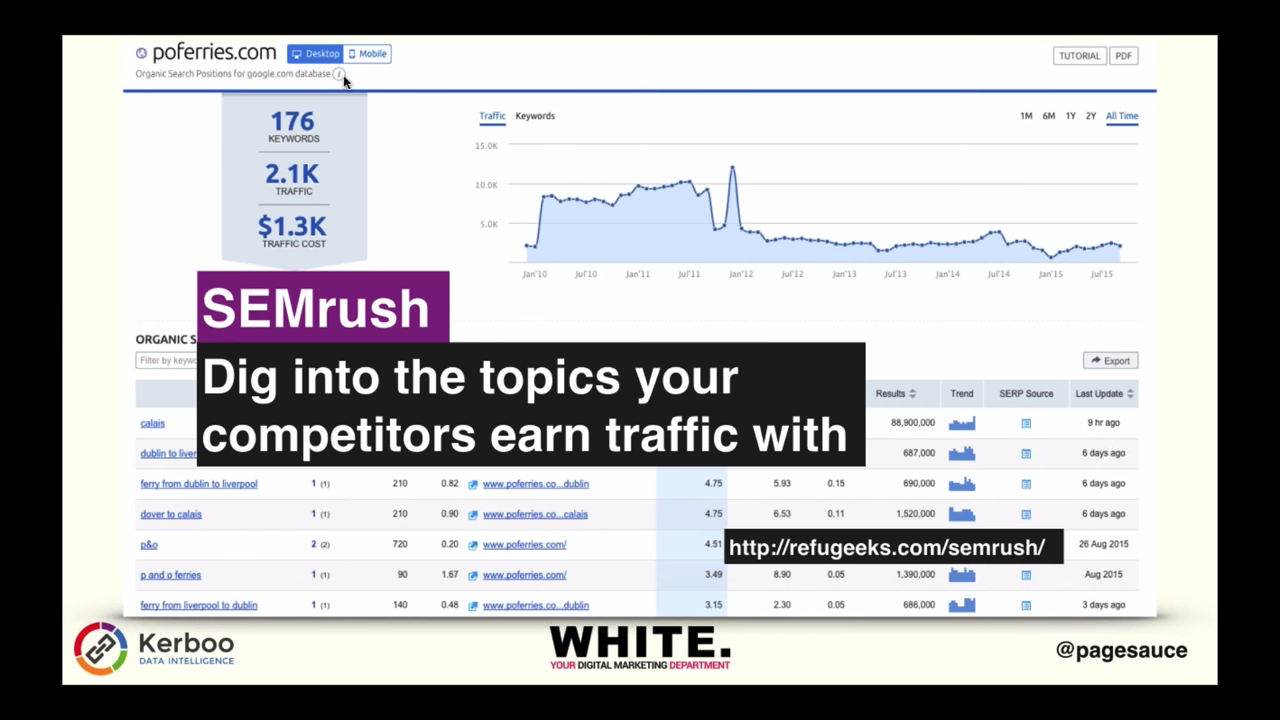 poferries.com Desktop Mobile
Organic Search Positions for google.com database i
TUTORIAL PDF
176
KEYWORDS
2.1K
TRAFFIC
$1.3K
TRAFFIC COST
Traffic Keywords
1M 6M 1Y 2Y All Time
15.0K
10.0K
5.0K
Jan'10 Jul'10 Jan'11 Jul'11 Jan'12 Jul'12 Jan'13 Jul'13 Jan'14 Jul'14 Jan'15 Jul'15
SEMrush
Dig into the topics your
competitors earn traffic with
ORGANIC S
Filter by keywo
Export
Results Trend SERP Source Last Update
calais 88,900,000 9 hr ago
dublin to liver 687,000 6 days ago
ferry from dublin to liverpool 1 (1) 210 0.82 www.poferries.co...dublin 4.75 5.93 0.15 690,000 6 days ago
dover to calais 1 (1) 210 0.90 www.poferries.co...calais 4.75 6.53 0.11 1,520,000 6 days ago
p&o 2 (2) 720 0.20 www.poferries.com/ 4.51 26 Aug 2015
http://refugeeks.com/semrush/
p and o ferries 1 (1) 90 1.67 www.poferries.com/ 3.49 8.90 0.05 1,390,000 Aug 2015
ferry from liverpool to dublin 1 (1) 140 0.48 www.poferries.co...dublin 3.15 2.30 0.05 686,000 3 days ago
Kerboo
DATA INTELLIGENCE
WHITE.
YOUR DIGITAL MARKETING DEPARTMENT
@pagesauce